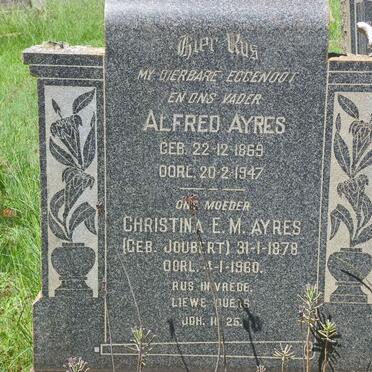 Hier Rus
MY DIERBARE EGGENOOT
EN ONS VADER
ALFRED AYRES
GEB. 22-12-1869
OORL. 20-2-1947
ONS MOEDER
CHRISTINA E. M. AYRES
(GEB. JOUBERT) 31-1-1878
OORL. -1-1960.
RUS IN VREDE,
LIEWE OUERS.
JOH. 11 25.